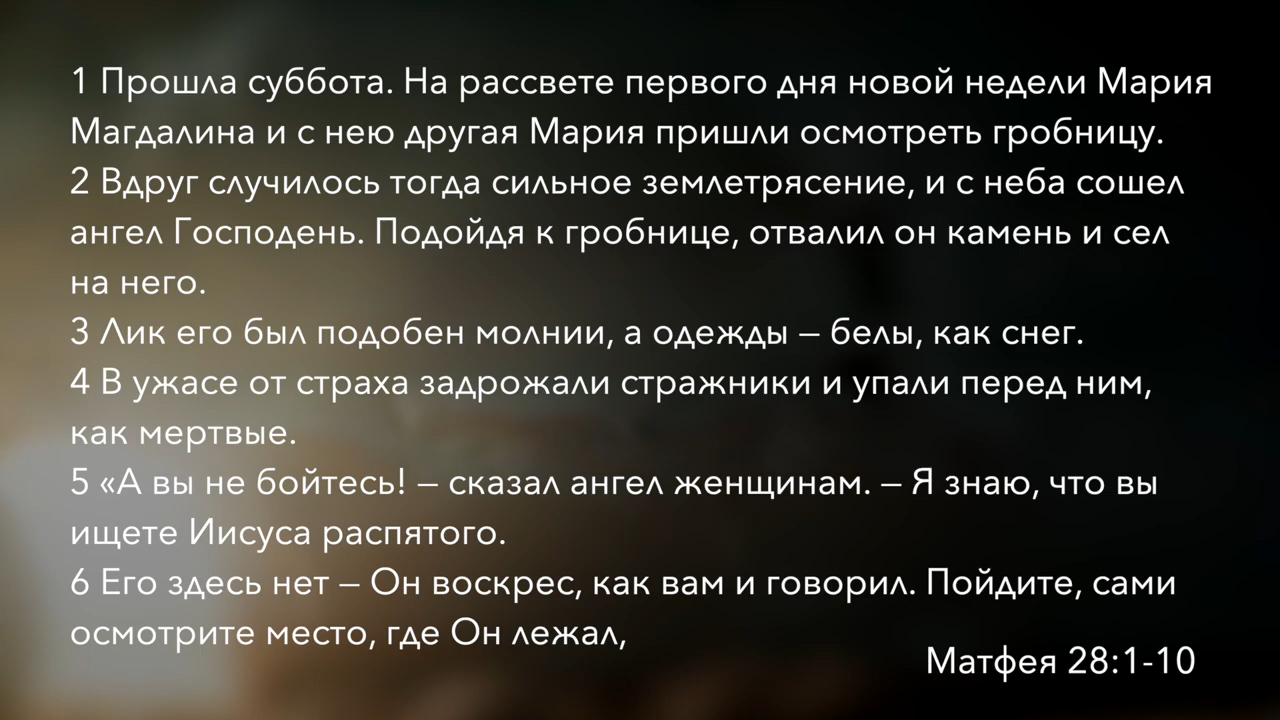 1 Прошла суббота. На рассвете первого дня новой недели Мария
Магдалина и с нею другая Мария пришли осмотреть гробницу.
2 Вдруг случилось тогда сильное землетрясение, и с неба сошел
ангел Господень. Подойдя к гробнице, отвалил он камень и сел
на него.
3 Лик его был подобен молнии, а одежды – белы, как снег.
4 В ужасе от страха задрожали стражники и упали перед ним,
как мертвые.
5 «А вы не бойтесь! – сказал ангел женщинам. – Я знаю, что вы
ищете Иисуса распятого.
6 Его здесь нет – Он воскрес, как вам и говорил. Пойдите, сами
осмотрите место, где Он лежал,
Матфея 28:1-10